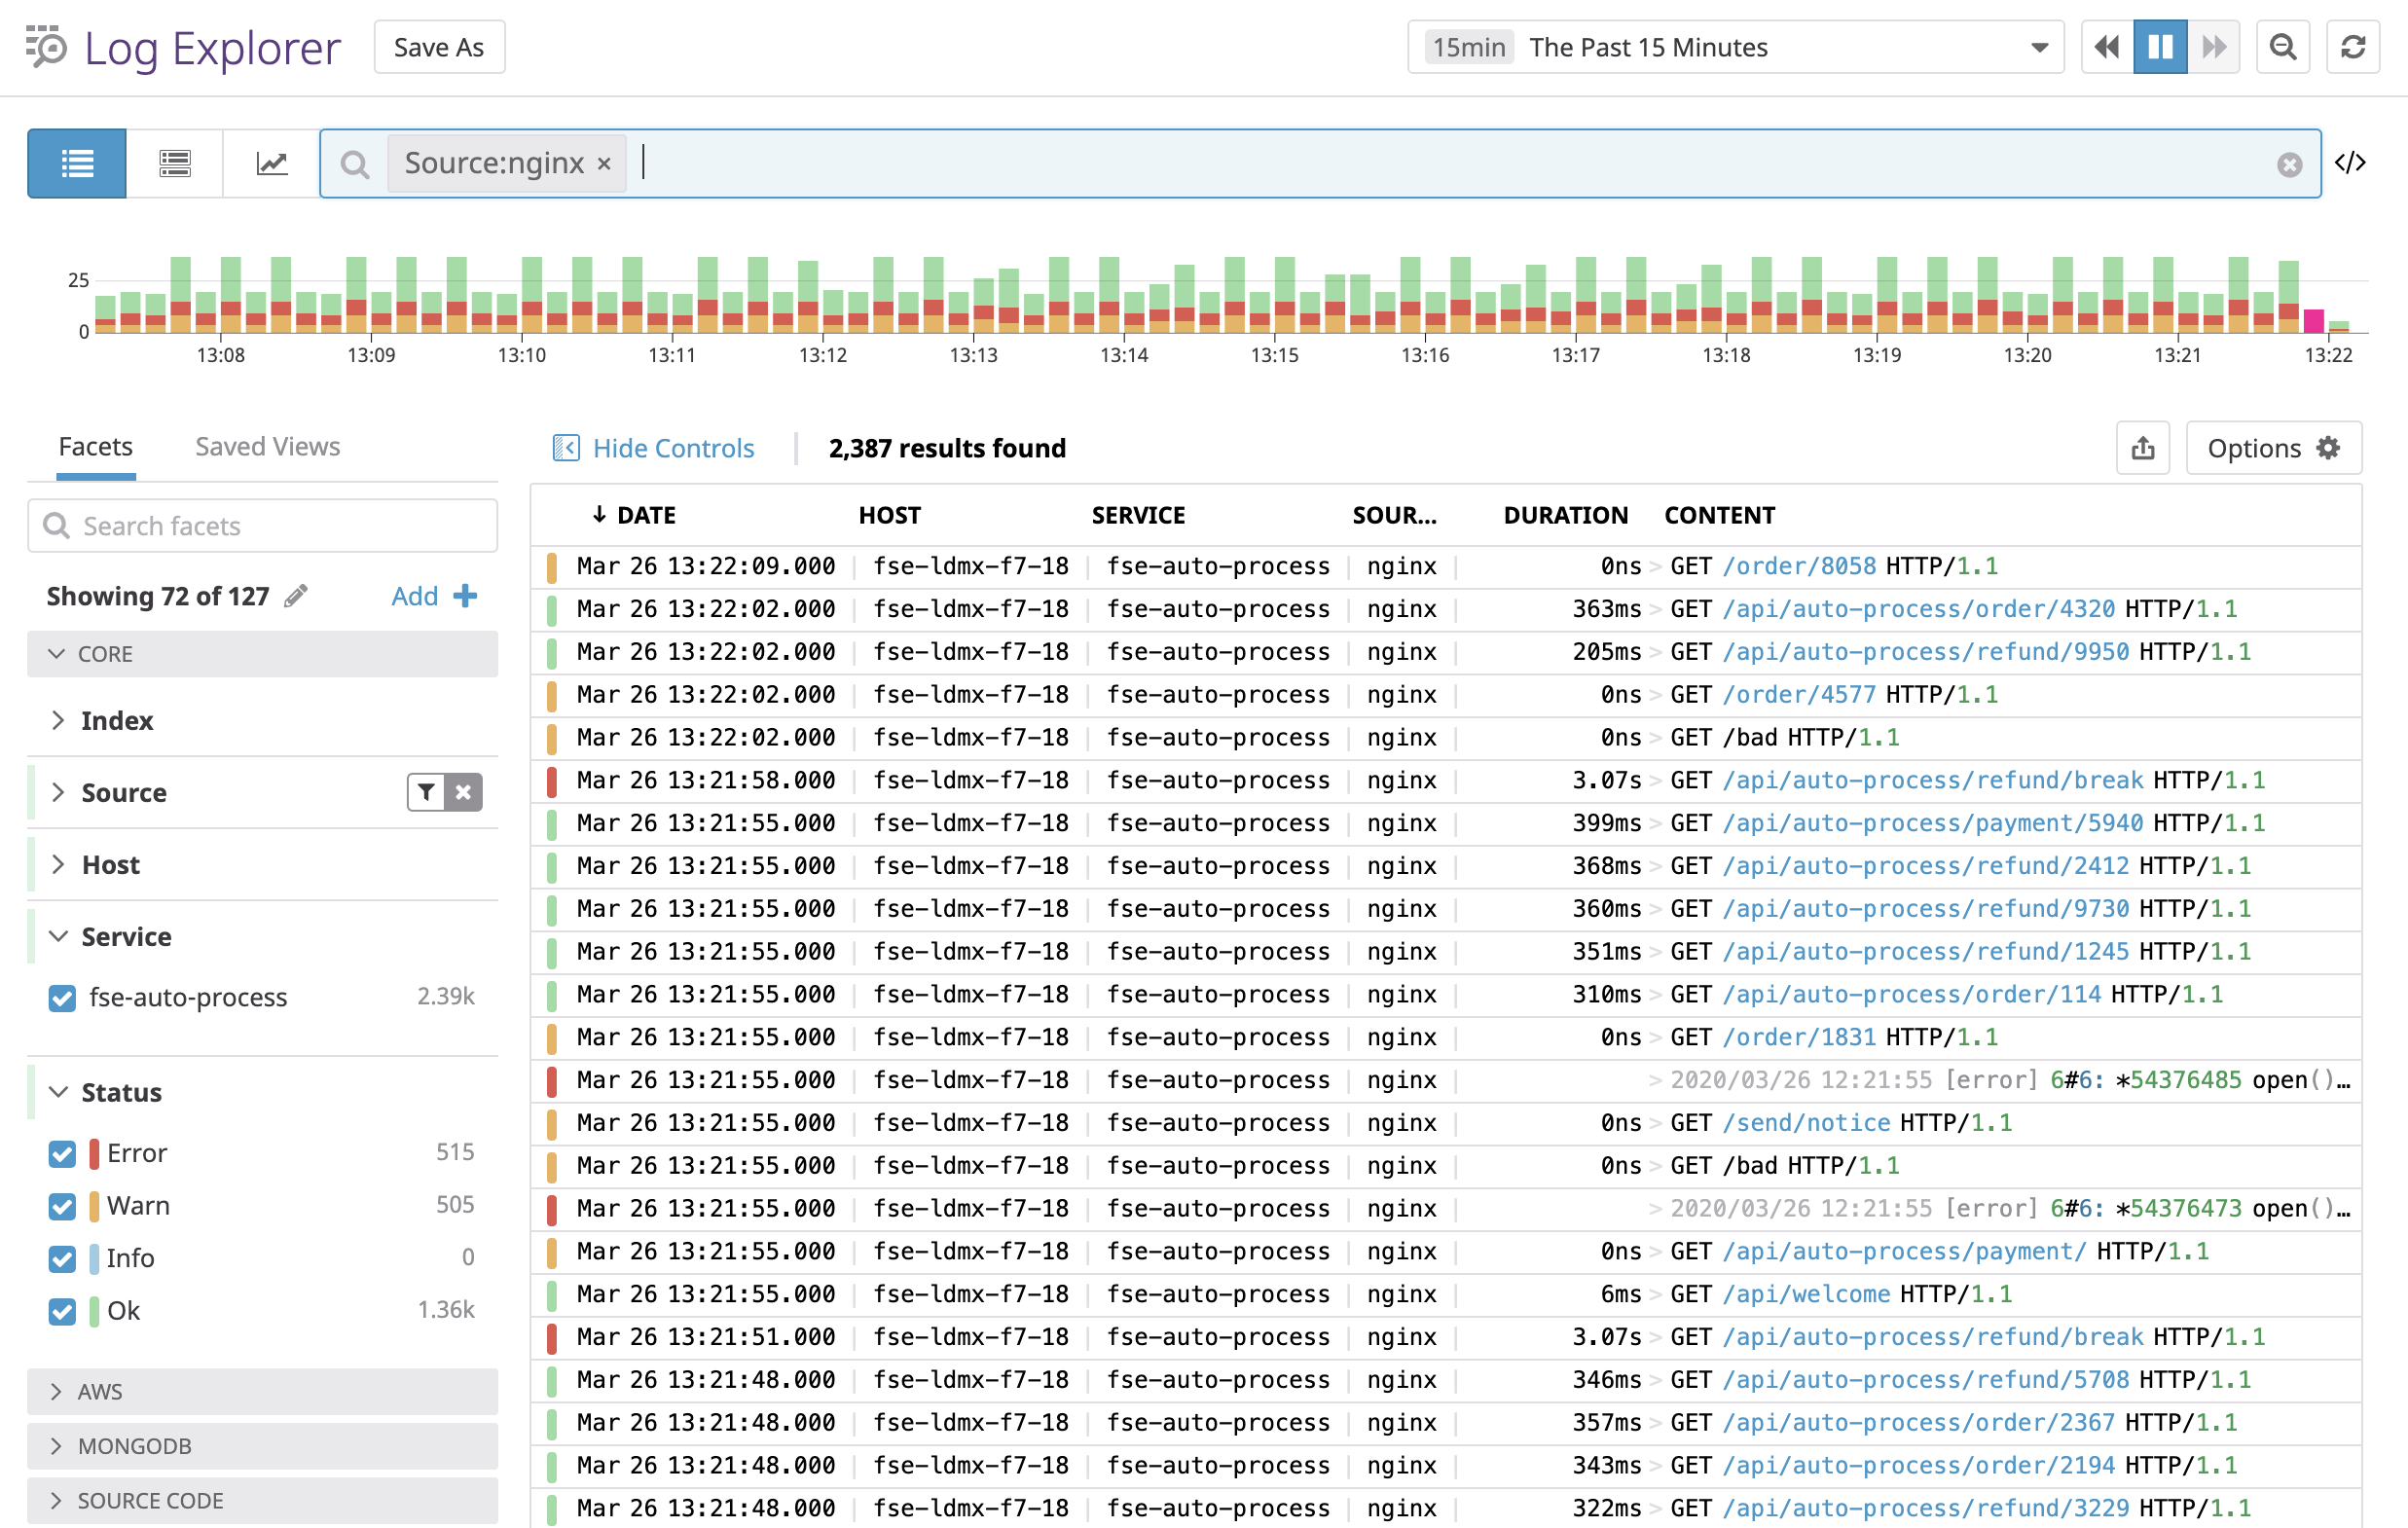 Log Explorer Save As 15min The Past 15 Minutes
Source:nginx × </>
25
0
13:08 13:09 13:10 13:11 13:12 13:13 13:14 13:15 13:16 13:17 13:18 13:19 13:20 13:21 13:22
Facets Saved Views
Search facets
Showing 72 of 127 Add +
CORE
Index
Source
Host
Service
fse-auto-process 2.39k
Status
Error 515
Warn 505
Info 0
Ok 1.36k
AWS
MONGODB
SOURCE CODE
Hide Controls 2,387 results found Options
↓ DATE HOST SERVICE SOUR... DURATION CONTENT
Mar 26 13:22:09.000 fse-ldmx-f7-18 fse-auto-process nginx 0ns > GET /order/8058 HTTP/1.1
Mar 26 13:22:02.000 fse-ldmx-f7-18 fse-auto-process nginx 363ms > GET /api/auto-process/order/4320 HTTP/1.1
Mar 26 13:22:02.000 fse-ldmx-f7-18 fse-auto-process nginx 205ms > GET /api/auto-process/refund/9950 HTTP/1.1
Mar 26 13:22:02.000 fse-ldmx-f7-18 fse-auto-process nginx 0ns > GET /order/4577 HTTP/1.1
Mar 26 13:22:02.000 fse-ldmx-f7-18 fse-auto-process nginx 0ns > GET /bad HTTP/1.1
Mar 26 13:21:58.000 fse-ldmx-f7-18 fse-auto-process nginx 3.07s > GET /api/auto-process/refund/break HTTP/1.1
Mar 26 13:21:55.000 fse-ldmx-f7-18 fse-auto-process nginx 399ms > GET /api/auto-process/payment/5940 HTTP/1.1
Mar 26 13:21:55.000 fse-ldmx-f7-18 fse-auto-process nginx 368ms > GET /api/auto-process/refund/2412 HTTP/1.1
Mar 26 13:21:55.000 fse-ldmx-f7-18 fse-auto-process nginx 360ms > GET /api/auto-process/refund/9730 HTTP/1.1
Mar 26 13:21:55.000 fse-ldmx-f7-18 fse-auto-process nginx 351ms > GET /api/auto-process/refund/1245 HTTP/1.1
Mar 26 13:21:55.000 fse-ldmx-f7-18 fse-auto-process nginx 310ms > GET /api/auto-process/order/114 HTTP/1.1
Mar 26 13:21:55.000 fse-ldmx-f7-18 fse-auto-process nginx 0ns > GET /order/1831 HTTP/1.1
Mar 26 13:21:55.000 fse-ldmx-f7-18 fse-auto-process nginx > 2020/03/26 12:21:55 [error] 6#6: *54376485 open()…
Mar 26 13:21:55.000 fse-ldmx-f7-18 fse-auto-process nginx 0ns > GET /send/notice HTTP/1.1
Mar 26 13:21:55.000 fse-ldmx-f7-18 fse-auto-process nginx 0ns > GET /bad HTTP/1.1
Mar 26 13:21:55.000 fse-ldmx-f7-18 fse-auto-process nginx > 2020/03/26 12:21:55 [error] 6#6: *54376473 open()…
Mar 26 13:21:55.000 fse-ldmx-f7-18 fse-auto-process nginx 0ns > GET /api/auto-process/payment/ HTTP/1.1
Mar 26 13:21:55.000 fse-ldmx-f7-18 fse-auto-process nginx 6ms > GET /api/welcome HTTP/1.1
Mar 26 13:21:51.000 fse-ldmx-f7-18 fse-auto-process nginx 3.07s > GET /api/auto-process/refund/break HTTP/1.1
Mar 26 13:21:48.000 fse-ldmx-f7-18 fse-auto-process nginx 346ms > GET /api/auto-process/refund/5708 HTTP/1.1
Mar 26 13:21:48.000 fse-ldmx-f7-18 fse-auto-process nginx 357ms > GET /api/auto-process/order/2367 HTTP/1.1
Mar 26 13:21:48.000 fse-ldmx-f7-18 fse-auto-process nginx 343ms > GET /api/auto-process/order/2194 HTTP/1.1
Mar 26 13:21:48.000 fse-ldmx-f7-18 fse-auto-process nginx 322ms > GET /api/auto-process/refund/3229 HTTP/1.1